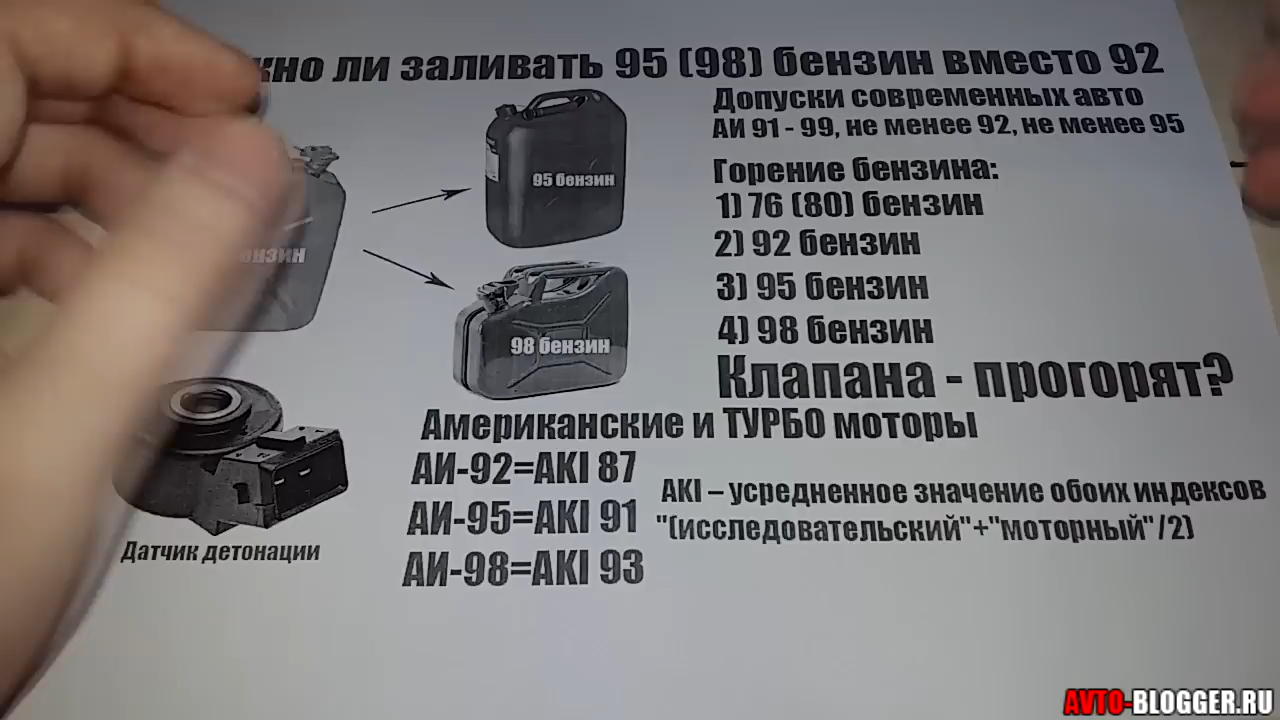 ли заливать 95 (98) бензин вместо 92
Допуски современных авто
АИ 91 - 99, не менее 92, не менее 95
95 бензин
98 бензин
Горение бензина:
1) 76 (80) бензин
2) 92 бензин
3) 95 бензин
4) 98 бензин
Клапана - прогорят?
Американские и ТУРБО моторы
АИ-92=AKI 87
АИ-95=AKI 91
АИ-98=AKI 93
AKI – усредненное значение обоих индексов
"(исследовательский"+"моторный"/2)
Датчик детонации
AVTO-BLOGGER.RU